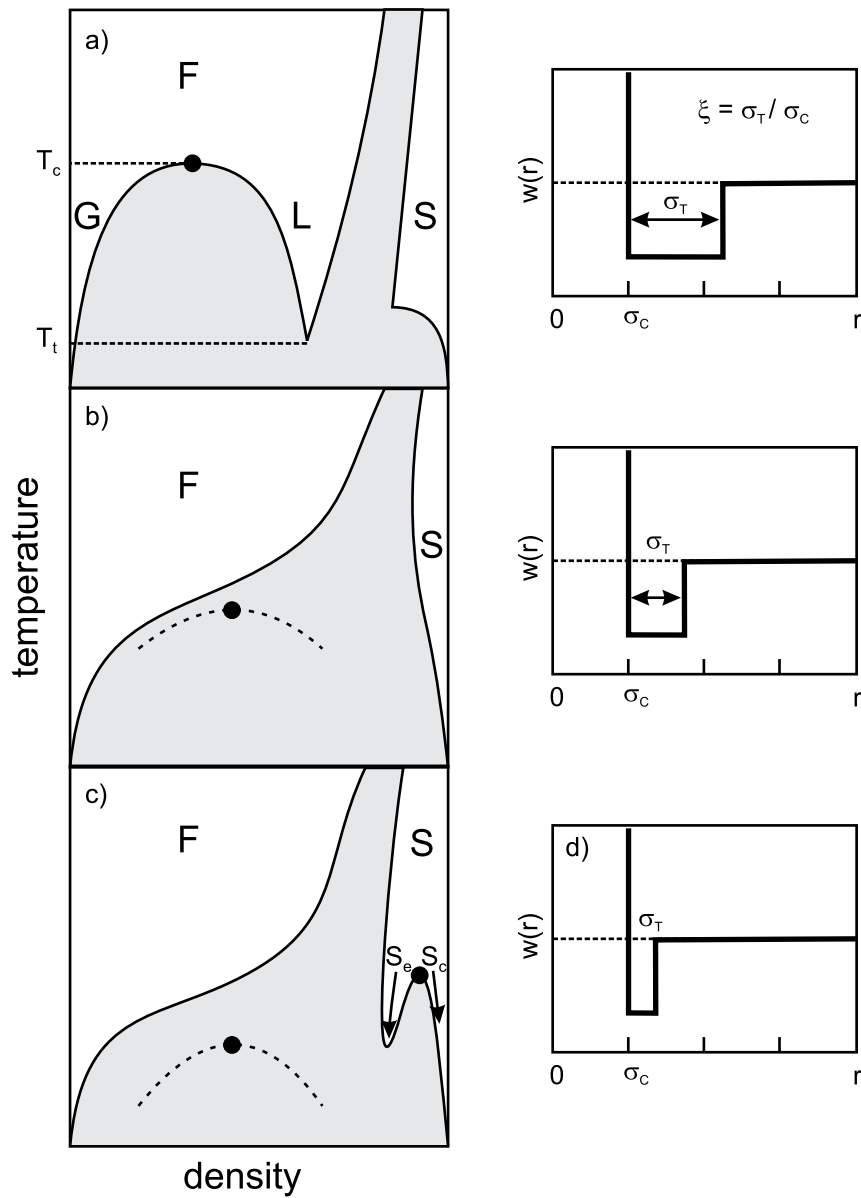 a)
F
T_c
G
L
S
T_t
b)
F
S
c)
F
S
S_e S_c
temperature
density
ξ = σ_T / σ_C
w(r)
σ_T
0 σ_C r
w(r)
σ_T
0 σ_C r
d)
w(r)
σ_T
0 σ_C r